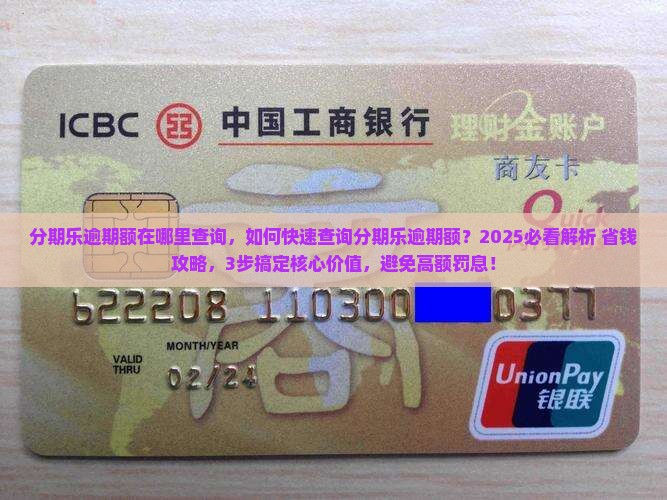 ICBC 中国工商银行 理财金账户
商友卡
Quick
分期乐逾期额在哪里查询，如何快速查询分期乐逾期额？2025必看解析 省钱
攻略，3步搞定核心价值，避免高额罚息！
622208 110300 0377
MONTH/YEAR
VALID
THRU
02/24
UnionPay
银联